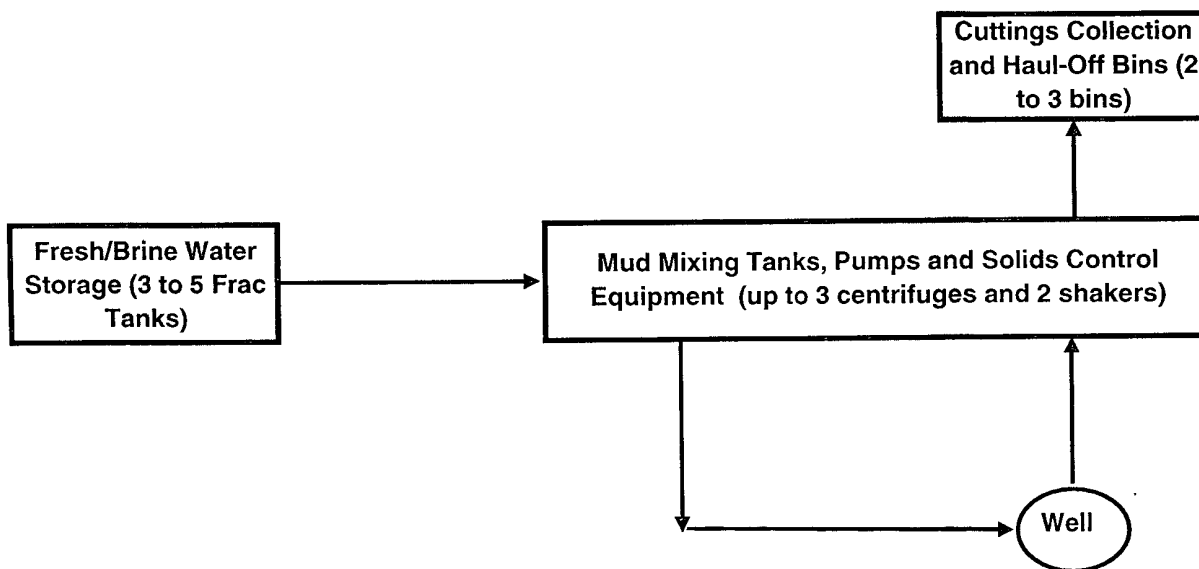 Cuttings Collection
and Haul-Off Bins (2
to 3 bins)
Fresh/Brine Water
Storage (3 to 5 Frac
Tanks)
Mud Mixing Tanks, Pumps and Solids Control
Equipment (up to 3 centrifuges and 2 shakers)
Well